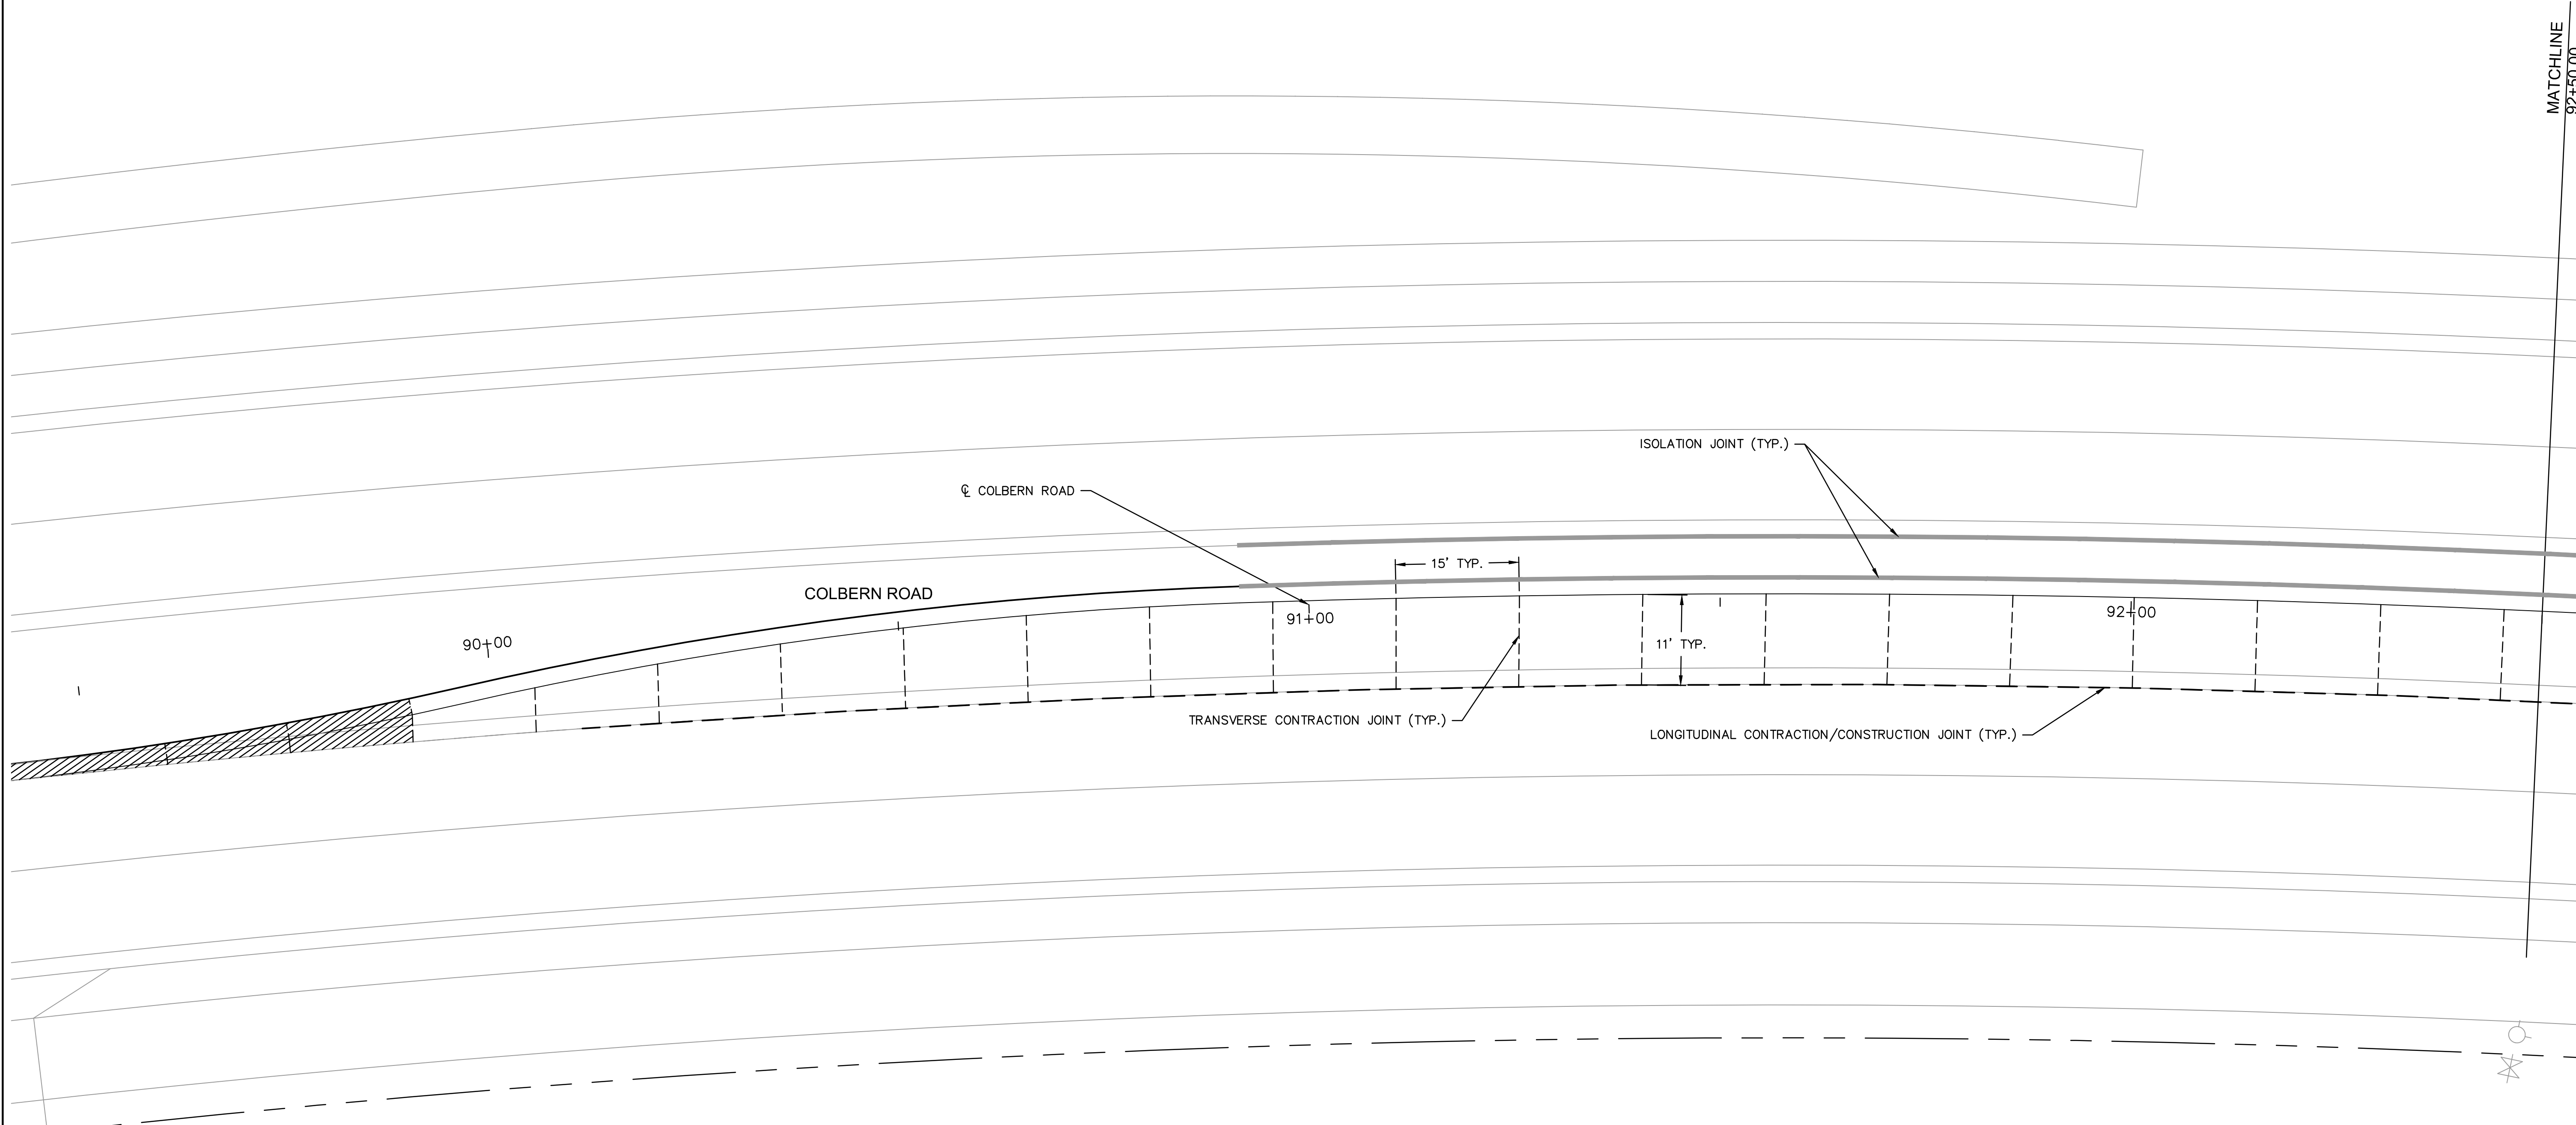 MATCHLINE
92+50.00
ISOLATION JOINT (TYP.)
℄ COLBERN ROAD
15' TYP.
COLBERN ROAD
90+00
91+00
92+00
11' TYP.
TRANSVERSE CONTRACTION JOINT (TYP.)
LONGITUDINAL CONTRACTION/CONSTRUCTION JOINT (TYP.)